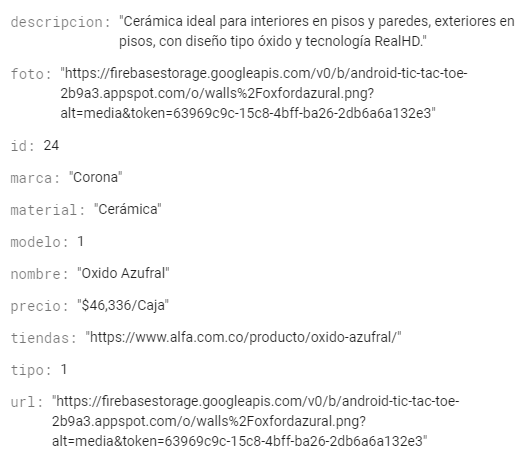 descripcion: "Cerámica ideal para interiores en pisos y paredes, exteriores en
pisos, con diseño tipo óxido y tecnología RealHD."
foto: "https://firebasestorage.googleapis.com/v0/b/android-tic-tac-toe-
2b9a3.appspot.com/o/walls%2Foxfordazural.png?
alt=media&token=63969c9c-15c8-4bff-ba26-2db6a6a132e3"
id: 24
marca: "Corona"
material: "Cerámica"
modelo: 1
nombre: "Oxido Azufral"
precio: "$46,336/Caja"
tiendas: "https://www.alfa.com.co/producto/oxido-azufral/"
tipo: 1
url: "https://firebasestorage.googleapis.com/v0/b/android-tic-tac-toe-
2b9a3.appspot.com/o/walls%2Foxfordazural.png?
alt=media&token=63969c9c-15c8-4bff-ba26-2db6a6a132e3"